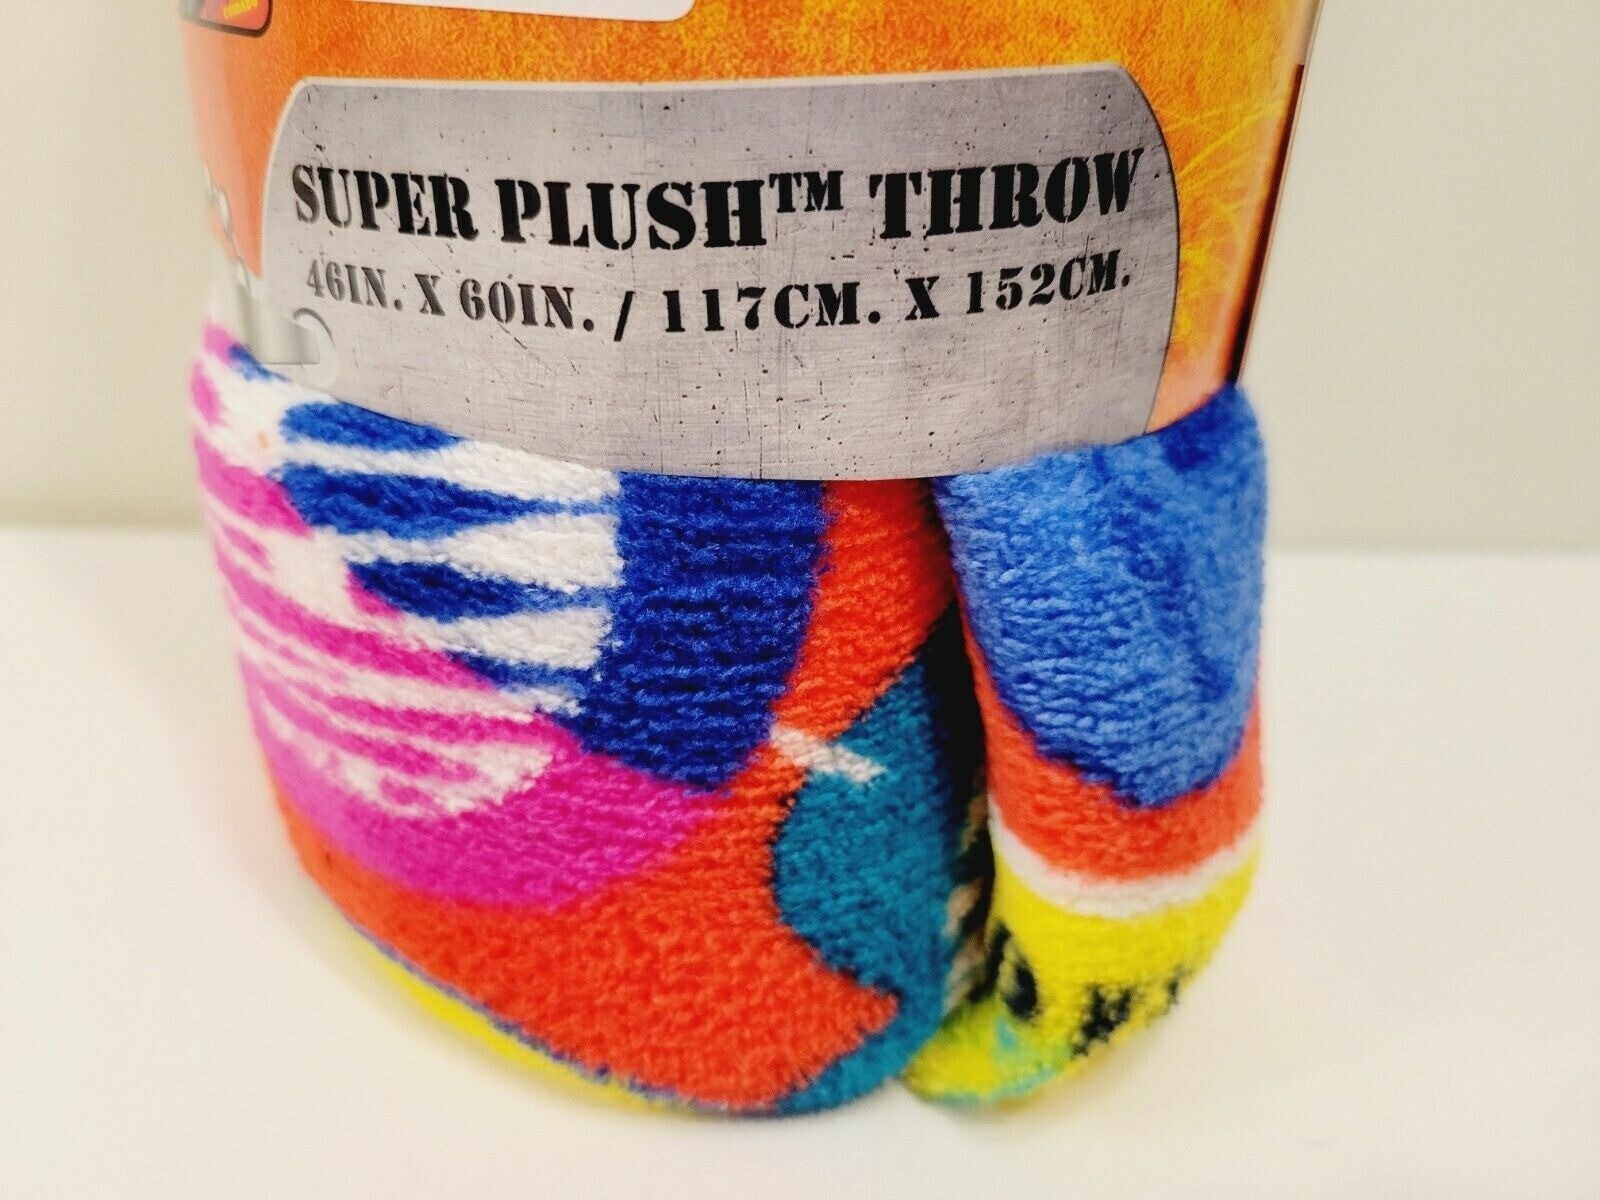 SUPER PLUSH™ THROW
46IN. X 60IN. / 117CM. X 152CM.